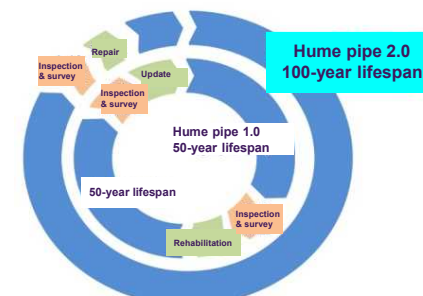 Repair
Inspection
& survey
Update
Inspection
& survey
Hume pipe 2.0
100-year lifespan
Hume pipe 1.0
50-year lifespan
50-year lifespan
Inspection
& survey
Rehabilitation